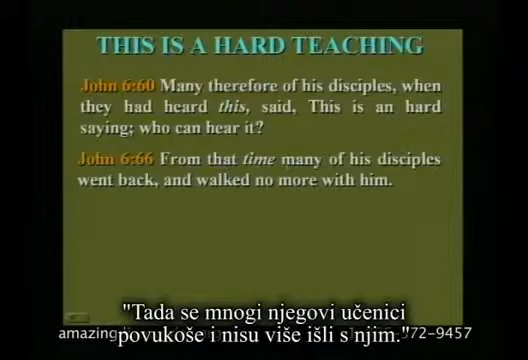 THIS IS A HARD TEACHING
John 6:60 Many therefore of his disciples, when
they had heard this, said, This is an hard
saying; who can hear it?
John 6:66 From that time many of his disciples
went back, and walked no more with him.
"Tada se mnogi njegovi učenici
povukoše i nisu više išli s njim."
amazing
72-9457